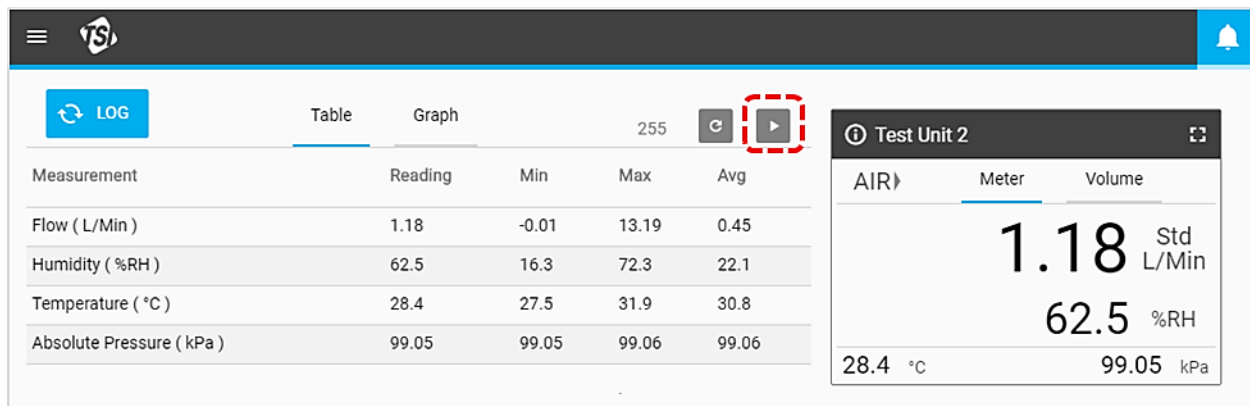 TSI
LOG
Table Graph 255
Measurement Reading Min Max Avg
Flow ( L/Min ) 1.18 -0.01 13.19 0.45
Humidity ( %RH ) 62.5 16.3 72.3 22.1
Temperature ( °C ) 28.4 27.5 31.9 30.8
Absolute Pressure ( kPa ) 99.05 99.05 99.06 99.06
Test Unit 2
AIR Meter Volume
1.18 Std L/Min
62.5 %RH
28.4 °C 99.05 kPa